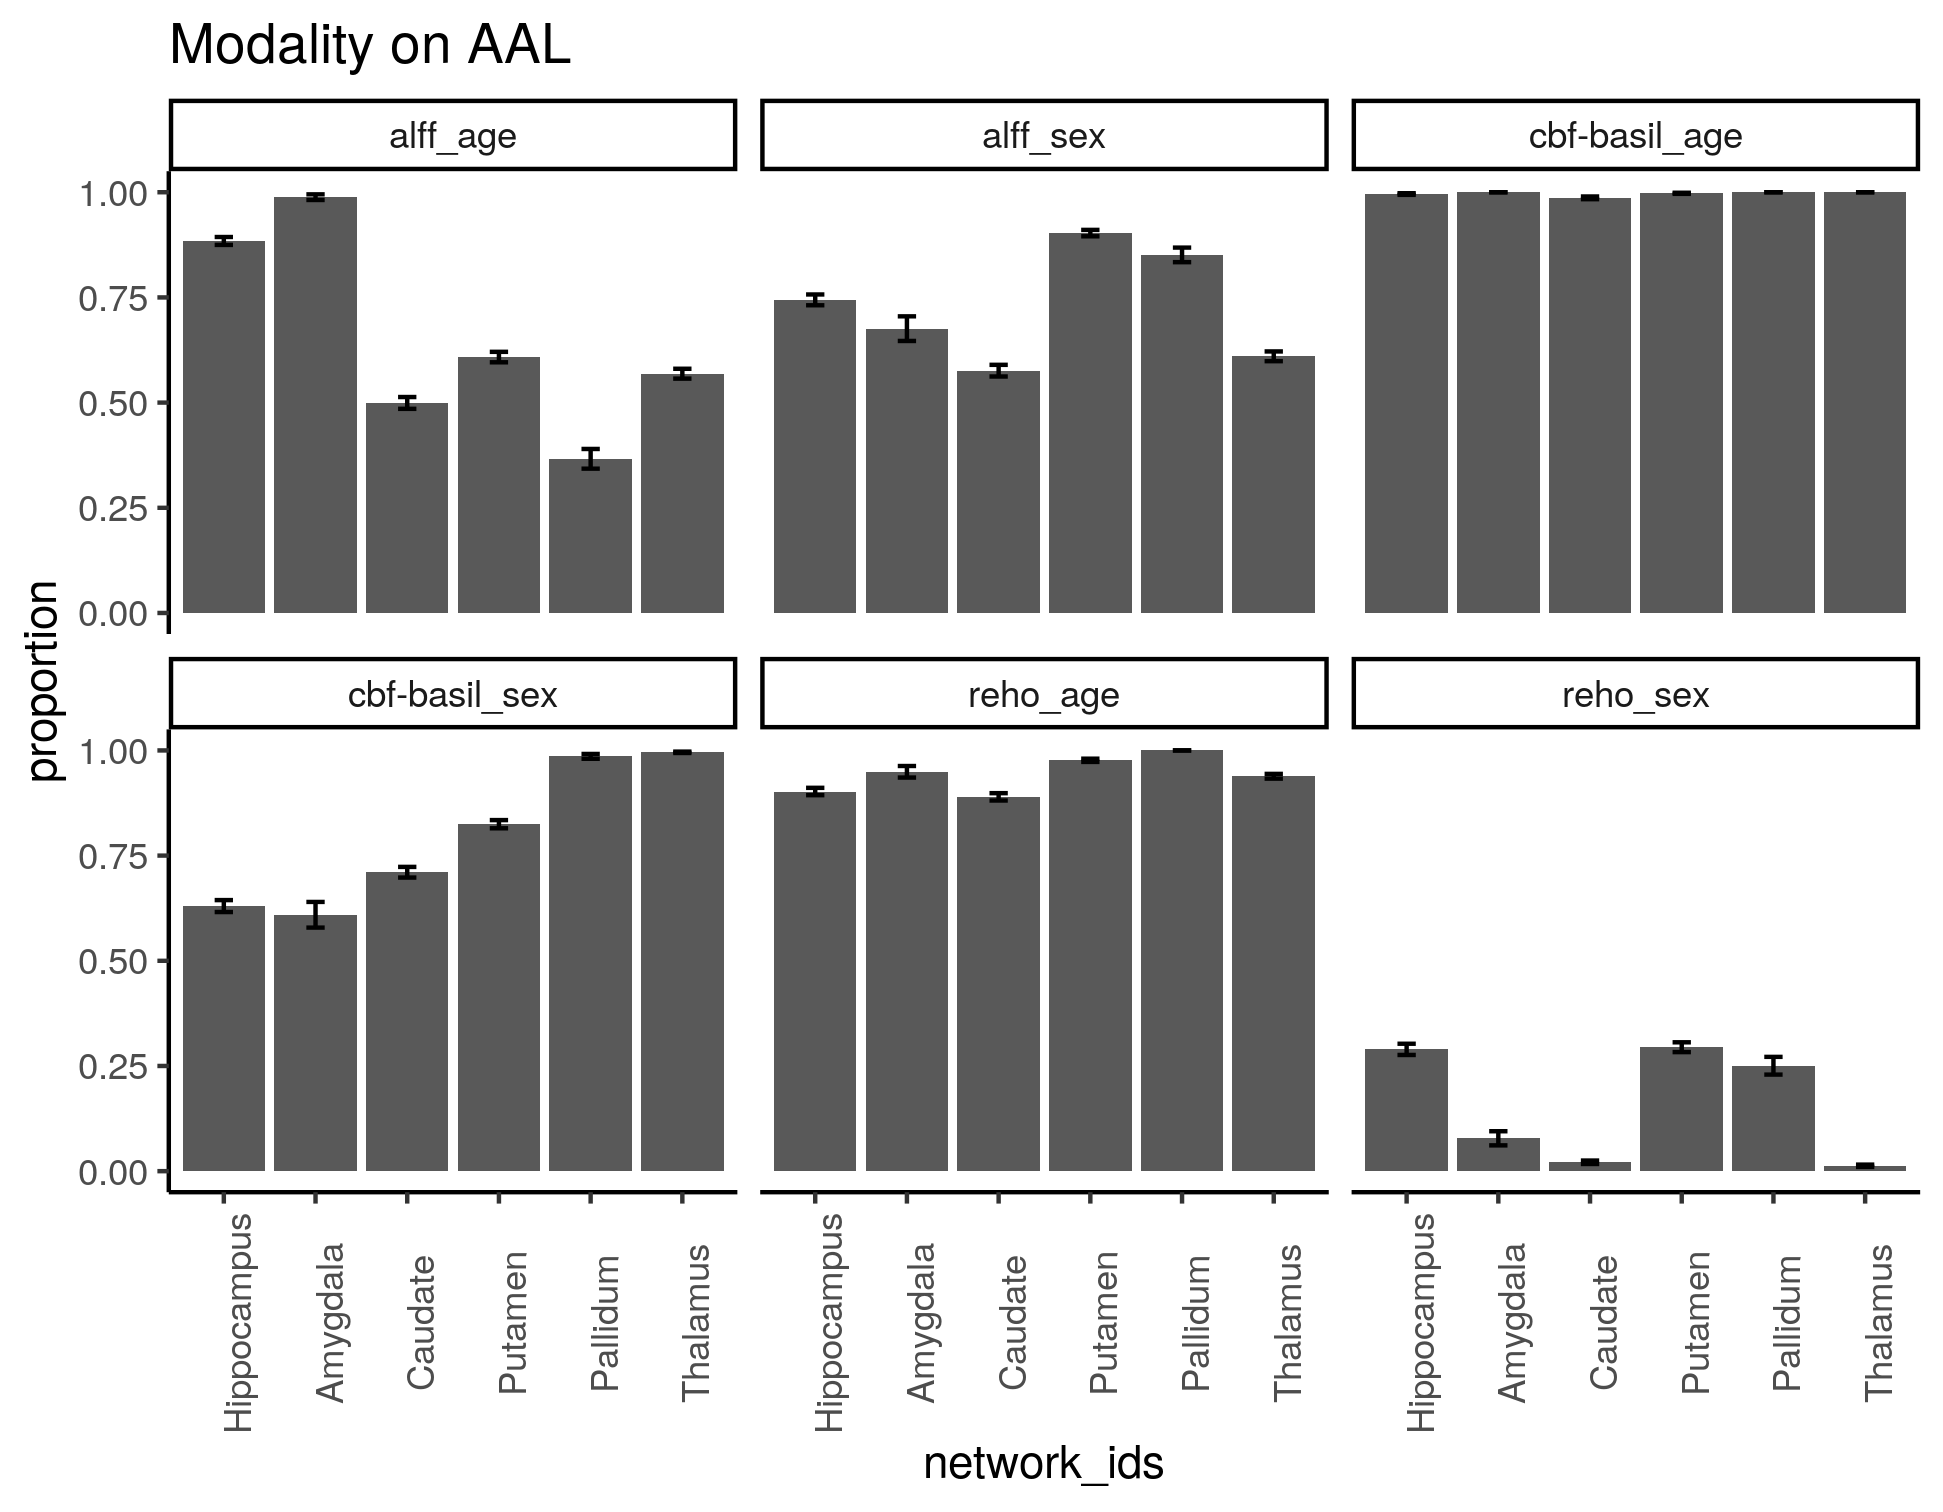 Modality on AAL
alff_age
alff_sex
cbf-basil_age
1.00
0.75
0.50
0.25
0.00
proportion
cbf-basil_sex
reho_age
reho_sex
1.00
0.75
0.50
0.25
0.00
Hippocampus
Amygdala
Caudate
Putamen
Pallidum
Thalamus
Hippocampus
Amygdala
Caudate
Putamen
Pallidum
Thalamus
Hippocampus
Amygdala
Caudate
Putamen
Pallidum
Thalamus
network_ids